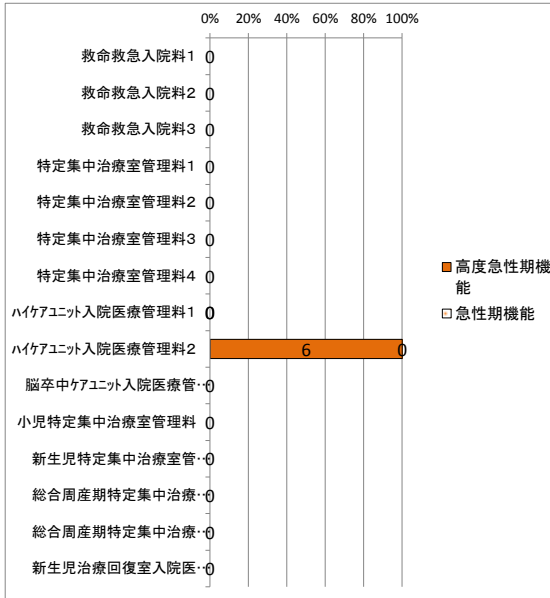 0% 20% 40% 60% 80% 100%
救命救急入院料1 0
救命救急入院料2 0
救命救急入院料3 0
特定集中治療室管理料1 0
特定集中治療室管理料2 0
特定集中治療室管理料3 0
特定集中治療室管理料4 0
ﾊｲｹｱﾕﾆｯﾄ入院医療管理料1 0
ﾊｲｹｱﾕﾆｯﾄ入院医療管理料2 6 0
脳卒中ケアユニット入院医療管… 0
小児特定集中治療室管理料 0
新生児特定集中治療室管… 0
総合周産期特定集中治療… 0
総合周産期特定集中治療… 0
新生児治療回復室入院医… 0
高度急性期機
能
急性期機能